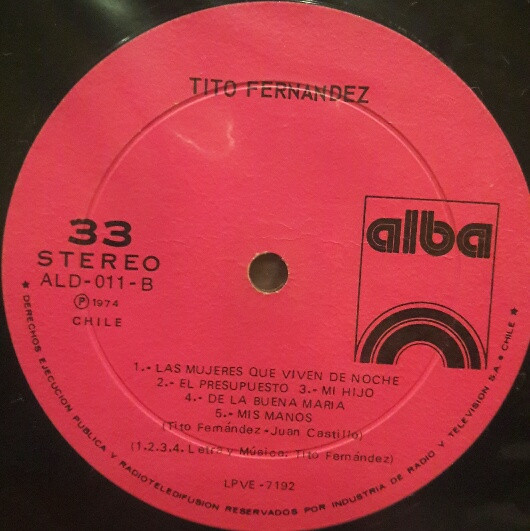 TITO FERNANDEZ
33
STEREO
ALD-011-B
Ⓟ 1974
CHILE
alba
1.- LAS MUJERES QUE VIVEN DE NOCHE
2.- EL PRESUPUESTO 3.- MI HIJO
4.- DE LA BUENA MARIA
5.- MIS MANOS
(Tito Fernández - Juan Castillo)
(1.2.3.4. Letra y Música: Tito Fernández)
LPVE - 7192
★ DERECHOS EJECUCION PUBLICA Y RADIOTELEDIFUSION RESERVADOS POR INDUSTRIA DE RADIO Y TELEVISION S.A. ★ CHILE ★